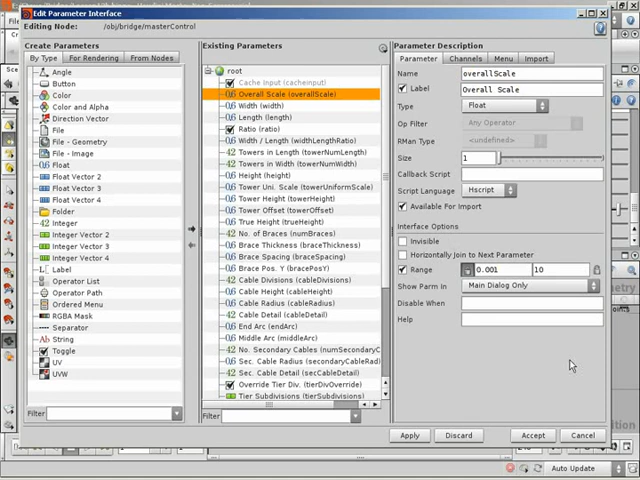 Edit Parameter Interface
Editing Node: /obj/bridge/masterControl
Create Parameters
By Type
For Rendering
From Nodes
Angle
Button
Color
Color and Alpha
Direction Vector
File
File - Geometry
File - Image
Float
Float Vector 2
Float Vector 3
Float Vector 4
Folder
Integer
Integer Vector 2
Integer Vector 3
Integer Vector 4
Label
Operator List
Operator Path
Ordered Menu
RGBA Mask
Separator
String
Toggle
UV
UVW
Filter
Existing Parameters
root
Cache Input (cacheinput)
Overall Scale (overallScale)
Width (width)
Length (length)
Ratio (ratio)
Width / Length (widthLengthRatio)
Towers in Length (towerNumLength)
Towers in Width (towerNumWidth)
Height (height)
Tower Uni. Scale (towerUniformScale)
Tower Height (towerHeight)
Tower Offset (towerOffset)
True Height (trueHeight)
No. of Braces (numBraces)
Brace Thickness (braceThickness)
Brace Spacing (braceSpacing)
Brace Pos. Y (bracePosY)
Cable Divisions (cableDivisions)
Cable Height (cableHeight)
Cable Radius (cableRadius)
Cable Detail (cableDetail)
End Arc (endArc)
Middle Arc (middleArc)
No. Secondary Cables (numSecondaryC
Sec. Cable Radius (secondaryCableRad
Sec. Cable Detail (secCableDetail)
Override Tier Div. (tierDivOverride)
Tier Subdivisions (tierSubdivisions)
Filter
Parameter Description
Parameter
Channels
Menu
Import
Name overallScale
Label Overall Scale
Type Float
Op Filter Any Operator
RMan Type <undefined>
Size 1
Callback Script
Script Language Hscript
Available For Import
Interface Options
Invisible
Horizontally Join to Next Parameter
Range 0.001 10
Show Parm in Main Dialog Only
Disable When
Help
Apply
Discard
Accept
Cancel
Auto Update